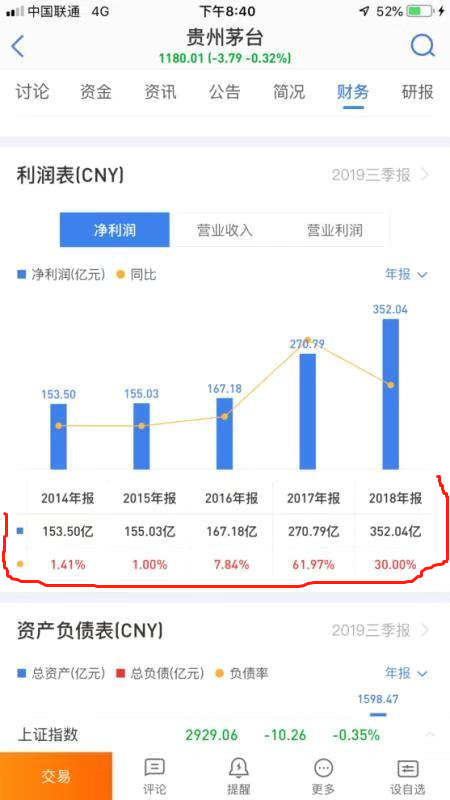 中国联通 4G 下午8:40 52%
贵州茅台
1180.01 (-3.79 -0.32%)
讨论 资金 资讯 公告 简况 财务 研报
利润表(CNY) 2019三季报
净利润 营业收入 营业利润
净利润(亿元) 同比 年报
352.04
270.79
167.18
153.50 155.03
2014年报 2015年报 2016年报 2017年报 2018年报
153.50亿 155.03亿 167.18亿 270.79亿 352.04亿
1.41% 1.00% 7.84% 61.97% 30.00%
资产负债表(CNY) 2019三季报
总资产(亿元) 总负债(亿元) 负债率 年报
1598.47
上证指数 2929.06 -10.26 -0.35%
交易 评论 提醒 更多 设自选